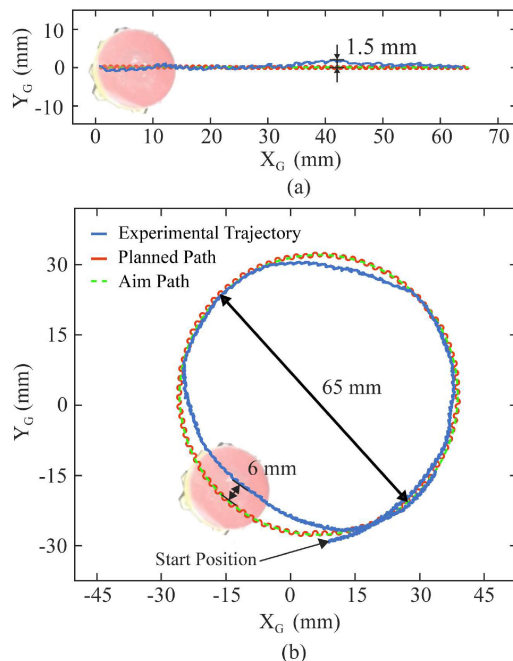 10
0
-10
Y_G (mm)
1.5 mm
0 10 20 30 40 50 60 70
X_G (mm)
(a)
Experimental Trajectory
Planned Path
Aim Path
30
15
0
-15
-30
Y_G (mm)
65 mm
6 mm
Start Position
-45 -30 -15 0 15 30 45
X_G (mm)
(b)